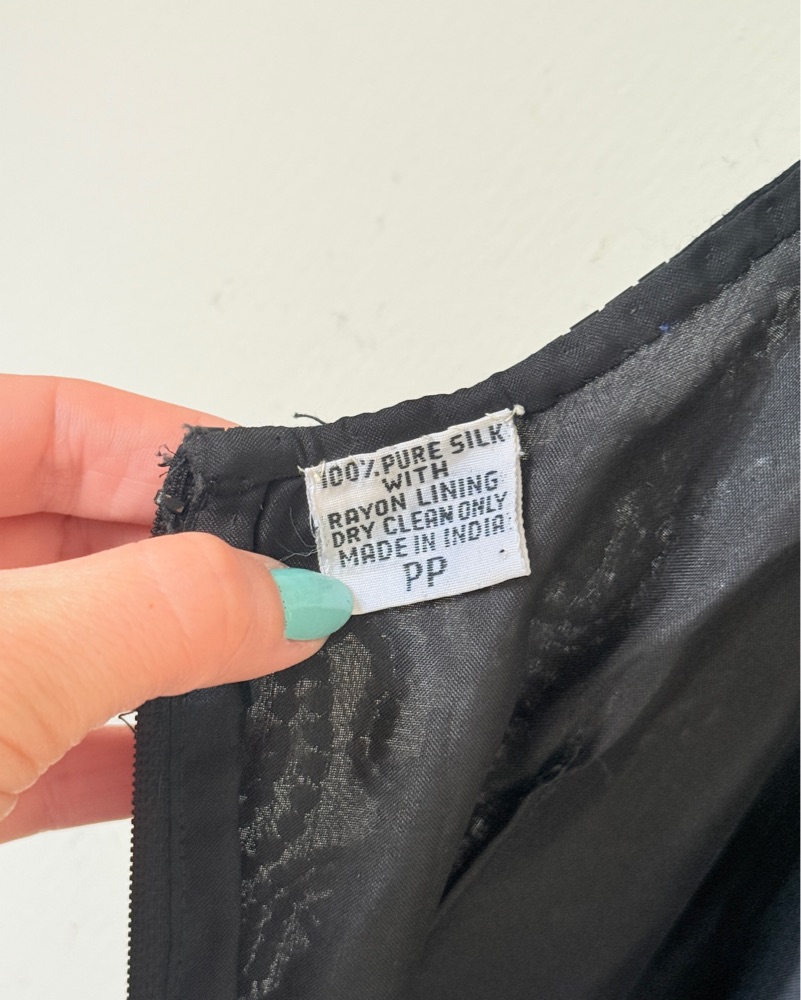 100% PURE SILK
WITH
RAYON LINING
DRY CLEAN ONLY
MADE IN INDIA
PP